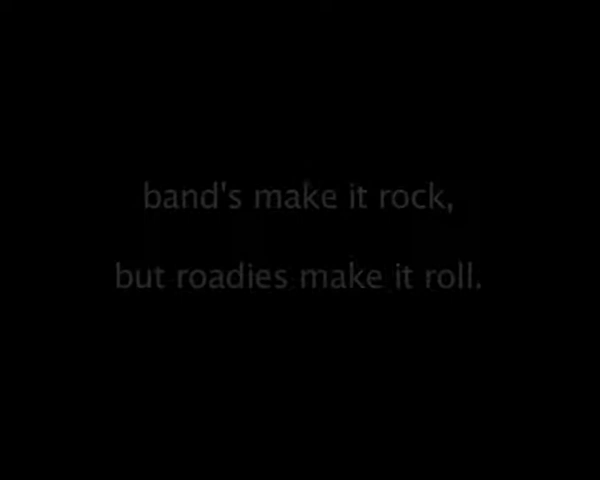 band's make it rock,
but roadies make it roll.